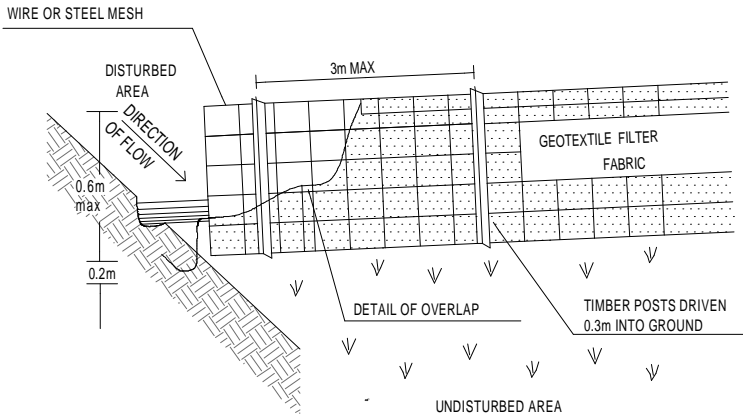 WIRE OR STEEL MESH
3m MAX
DISTURBED
AREA
DIRECTION
OF FLOW
GEOTEXTILE FILTER
FABRIC
0.6m
max
0.2m
DETAIL OF OVERLAP
TIMBER POSTS DRIVEN
0.3m INTO GROUND
UNDISTURBED AREA